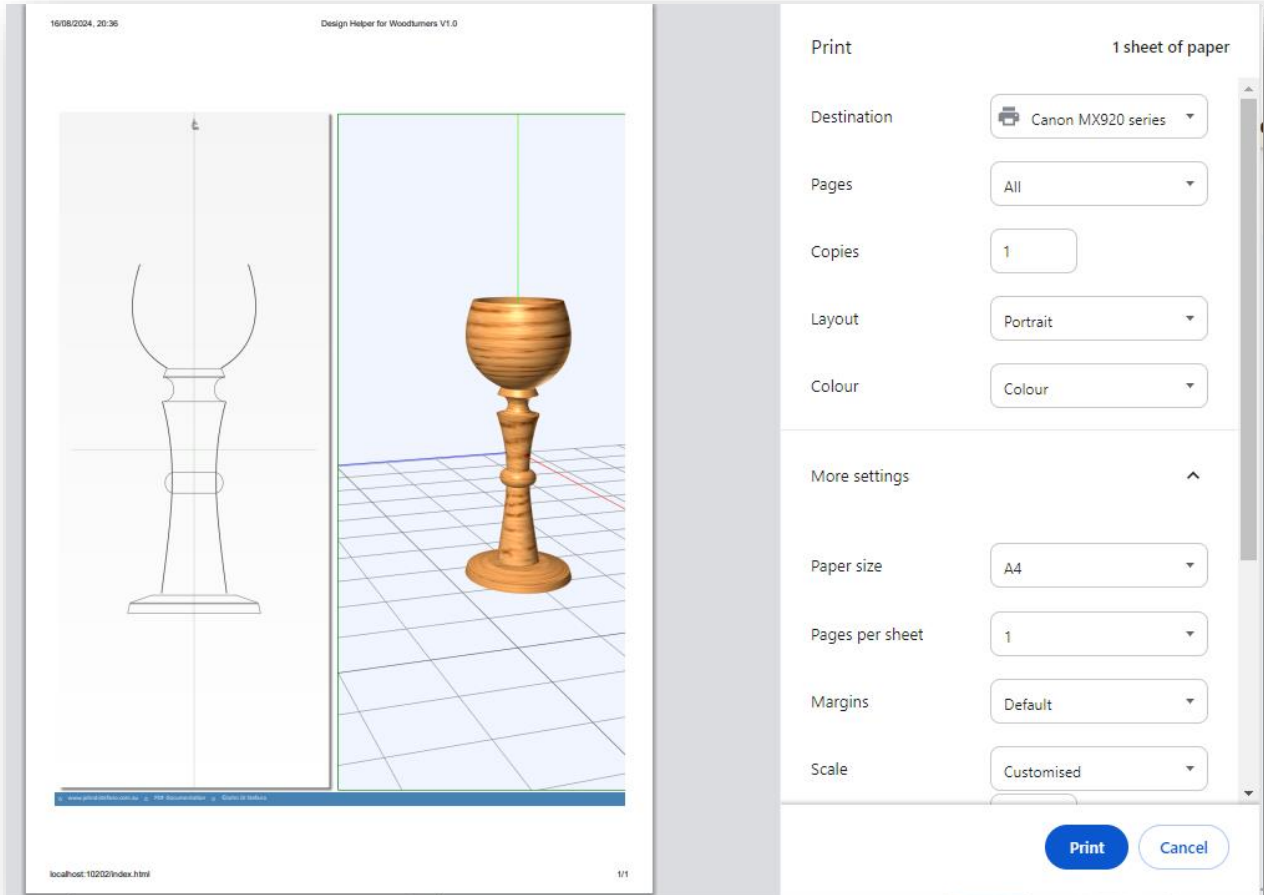 16/08/2024, 20:36 Design Helper for Woodturners V1.0
PDF Documentation
localhost:10202/index.html 1/1
Print 1 sheet of paper
Destination Canon MX920 series
Pages All
Copies 1
Layout Portrait
Colour Colour
More settings
Paper size A4
Pages per sheet 1
Margins Default
Scale Customised
Print Cancel